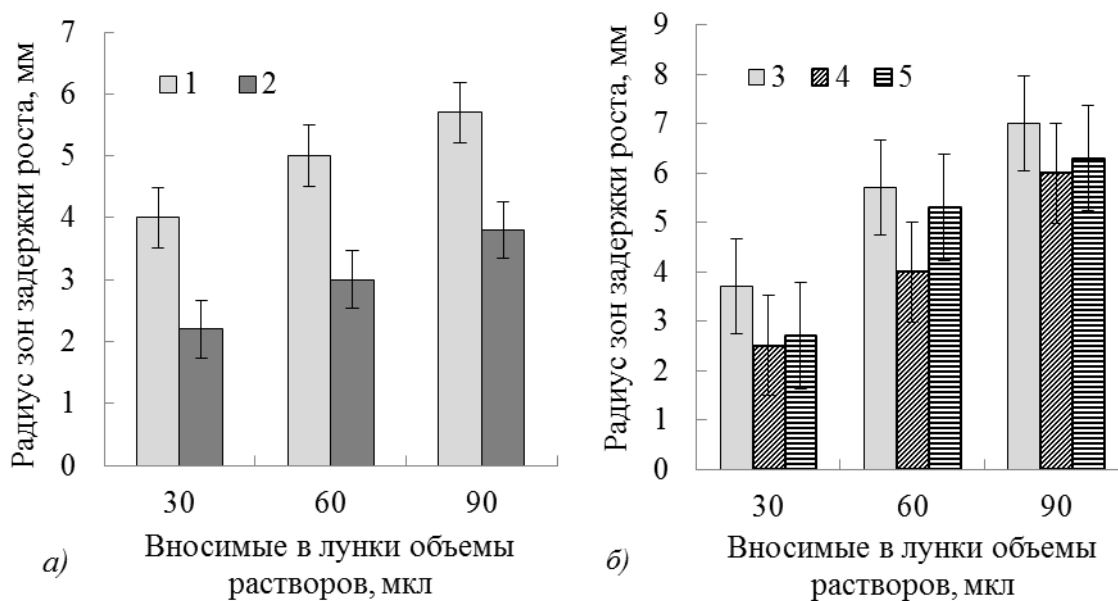 Радиус зон задержки роста, мм
7
6
5
4
3
2
1
0
1 2
30 60 90
Вносимые в лунки объемы
растворов, мкл
а)
Радиус зон задержки роста, мм
9
8
7
6
5
4
3
2
1
0
3 4 5
30 60 90
Вносимые в лунки объемы
растворов, мкл
б)